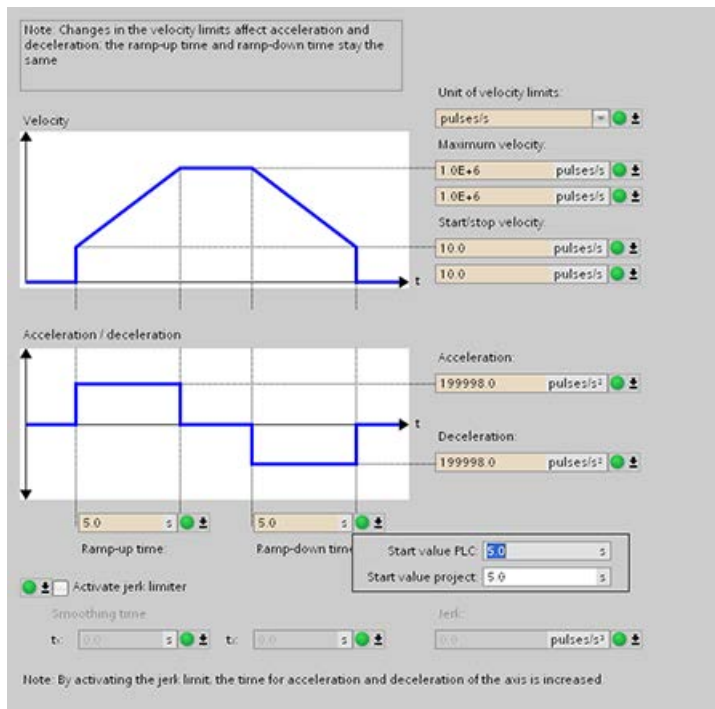 Note: Changes in the velocity limits affect acceleration and
deceleration; the ramp-up time and ramp-down time stay the
same
Unit of velocity limits:
pulses/s
Velocity
Maximum velocity:
1.0E+6 pulses/s
1.0E+6 pulses/s
Start/stop velocity:
10.0 pulses/s
10.0 pulses/s
t
Acceleration / deceleration
Acceleration:
199998.0 pulses/s²
t
Deceleration:
199998.0 pulses/s²
5.0 s 5.0 s
Ramp-up time: Ramp-down time
Start value PLC: 5.0 s
Start value project: 5.0 s
Activate jerk limiter
Smoothing time Jerk:
0.0 s 0.0 s 0.0 pulses/s³
Note: By activating the jerk limit, the time for acceleration and deceleration of the axis is increased